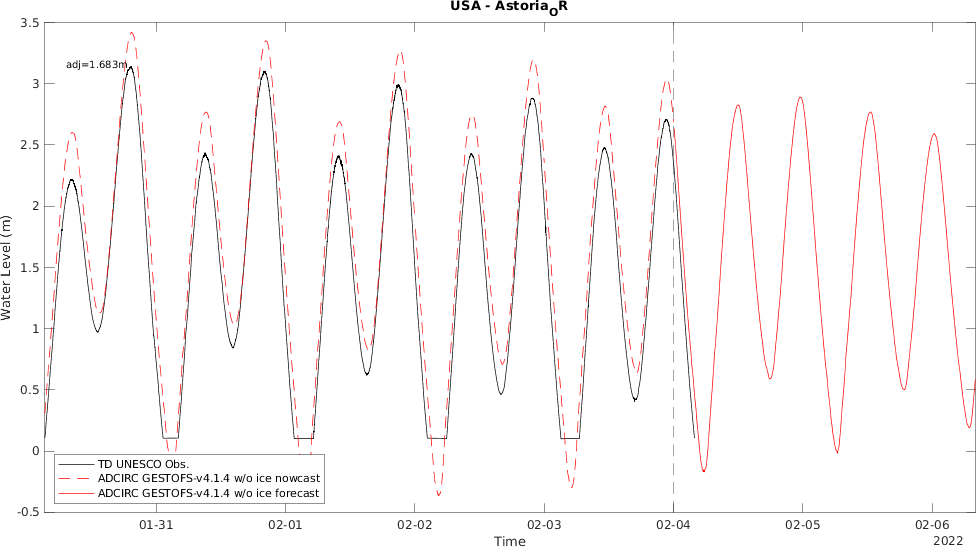 USA - AstoriaOR
adj=1.683m
3.5
3
2.5
2
1.5
1
0.5
0
-0.5
Water Level (m)
TD UNESCO Obs.
ADCIRC GESTOFS-v4.1.4 w/o ice nowcast
ADCIRC GESTOFS-v4.1.4 w/o ice forecast
01-31
02-01
02-02
02-03
02-04
02-05
02-06
Time
2022